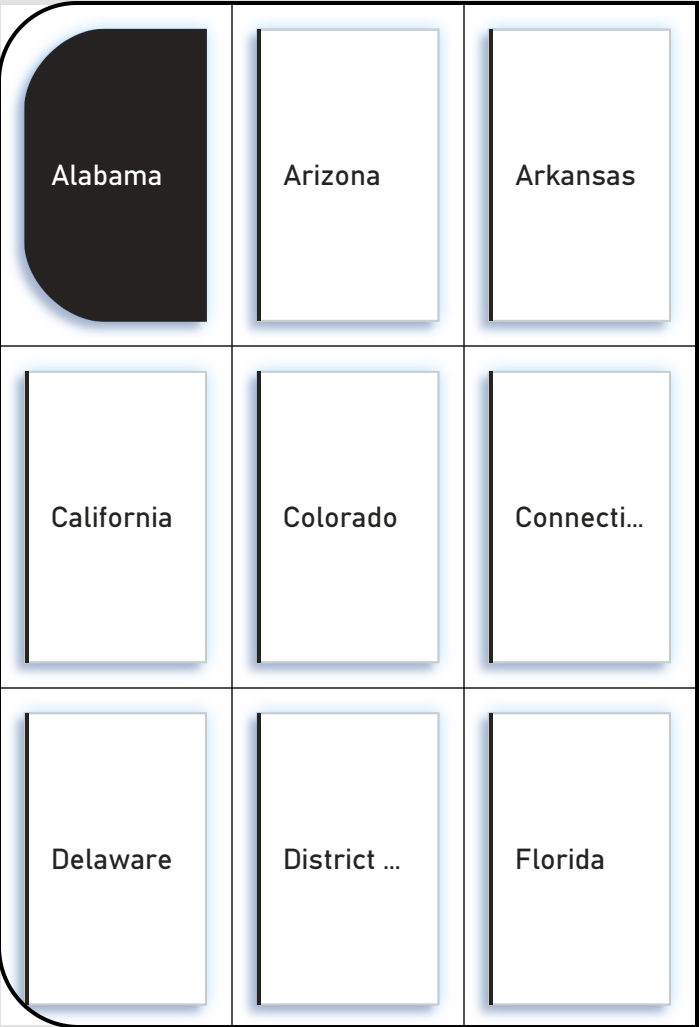 Alabama
Arizona
Arkansas
California
Colorado
Connecti...
Delaware
District ...
Florida